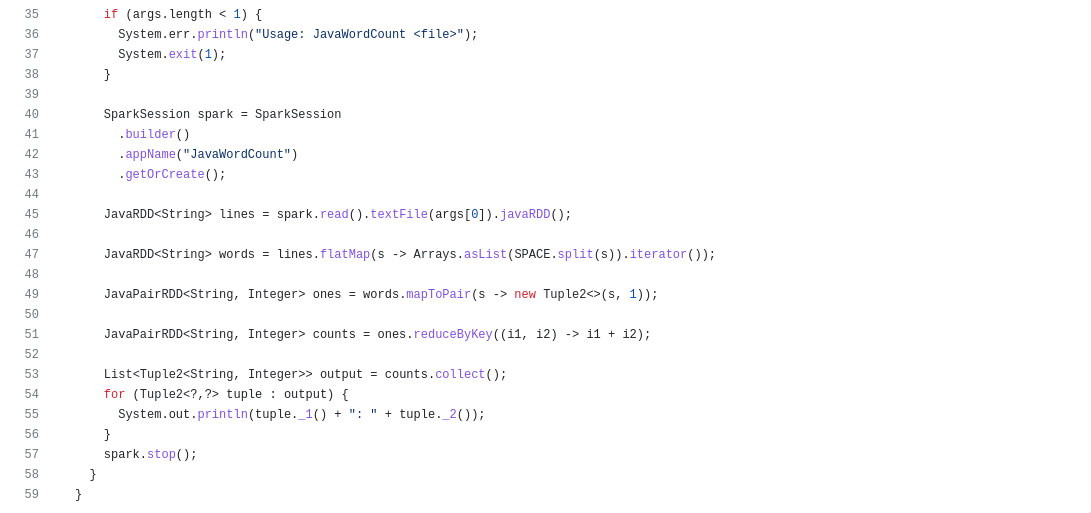 35 if (args.length < 1) {
36 System.err.println("Usage: JavaWordCount <file>");
37 System.exit(1);
38 }
39
40 SparkSession spark = SparkSession
41 .builder()
42 .appName("JavaWordCount")
43 .getOrCreate();
44
45 JavaRDD<String> lines = spark.read().textFile(args[0]).javaRDD();
46
47 JavaRDD<String> words = lines.flatMap(s -> Arrays.asList(SPACE.split(s)).iterator());
48
49 JavaPairRDD<String, Integer> ones = words.mapToPair(s -> new Tuple2<>(s, 1));
50
51 JavaPairRDD<String, Integer> counts = ones.reduceByKey((i1, i2) -> i1 + i2);
52
53 List<Tuple2<String, Integer>> output = counts.collect();
54 for (Tuple2<?,?> tuple : output) {
55 System.out.println(tuple._1() + ": " + tuple._2());
56 }
57 spark.stop();
58 }
59 }